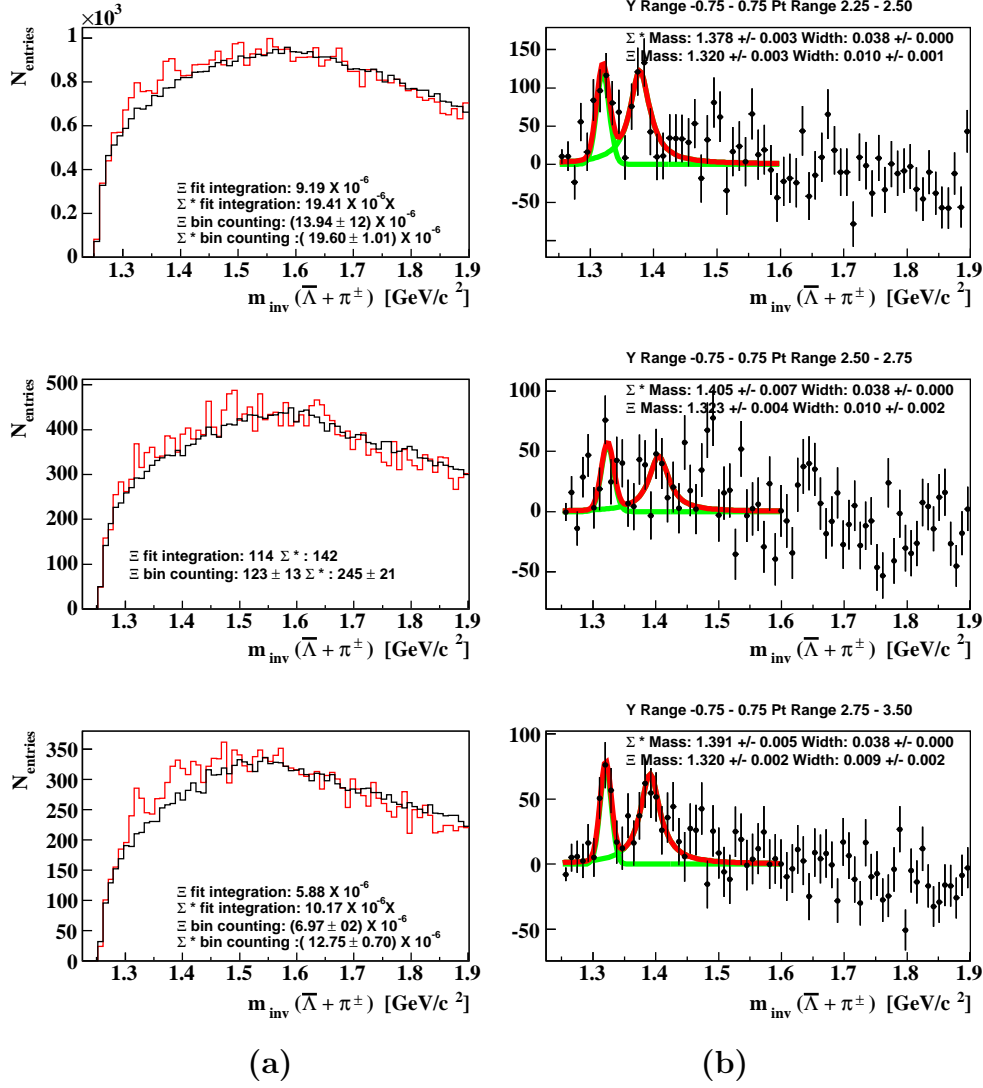 ×10³
N entries
1
0.8
0.6
0.4
0.2
0
Ξ fit integration: 9.19 X 10⁻⁶
Σ * fit integration: 19.41 X 10⁻⁶X
Ξ bin counting: (13.94 ± 12) X 10⁻⁶
Σ * bin counting :( 19.60 ± 1.01) X 10⁻⁶
1.3 1.4 1.5 1.6 1.7 1.8 1.9
m inv (Λ̅ + π±) [GeV/c ²]
Y Range -0.75 - 0.75 Pt Range 2.25 - 2.50
Σ * Mass: 1.378 +/- 0.003 Width: 0.038 +/- 0.000
Ξ Mass: 1.320 +/- 0.003 Width: 0.010 +/- 0.001
150
100
50
0
-50
1.3 1.4 1.5 1.6 1.7 1.8 1.9
m inv (Λ̅ + π±) [GeV/c ²]
N entries
500
400
300
200
100
0
Ξ fit integration: 114 Σ * : 142
Ξ bin counting: 123 ± 13 Σ * : 245 ± 21
1.3 1.4 1.5 1.6 1.7 1.8 1.9
m inv (Λ̅ + π±) [GeV/c ²]
Y Range -0.75 - 0.75 Pt Range 2.50 - 2.75
Σ * Mass: 1.405 +/- 0.007 Width: 0.038 +/- 0.000
Ξ Mass: 1.323 +/- 0.004 Width: 0.010 +/- 0.002
100
50
0
-50
1.3 1.4 1.5 1.6 1.7 1.8 1.9
m inv (Λ̅ + π±) [GeV/c ²]
N entries
350
300
250
200
150
100
50
0
Ξ fit integration: 5.88 X 10⁻⁶
Σ * fit integration: 10.17 X 10⁻⁶X
Ξ bin counting: (6.97 ± 02) X 10⁻⁶
Σ * bin counting :( 12.75 ± 0.70) X 10⁻⁶
1.3 1.4 1.5 1.6 1.7 1.8 1.9
m inv (Λ̅ + π±) [GeV/c ²]
Y Range -0.75 - 0.75 Pt Range 2.75 - 3.50
Σ * Mass: 1.391 +/- 0.005 Width: 0.038 +/- 0.000
Ξ Mass: 1.320 +/- 0.002 Width: 0.009 +/- 0.002
100
50
0
-50
1.3 1.4 1.5 1.6 1.7 1.8 1.9
m inv (Λ̅ + π±) [GeV/c ²]
(a)
(b)